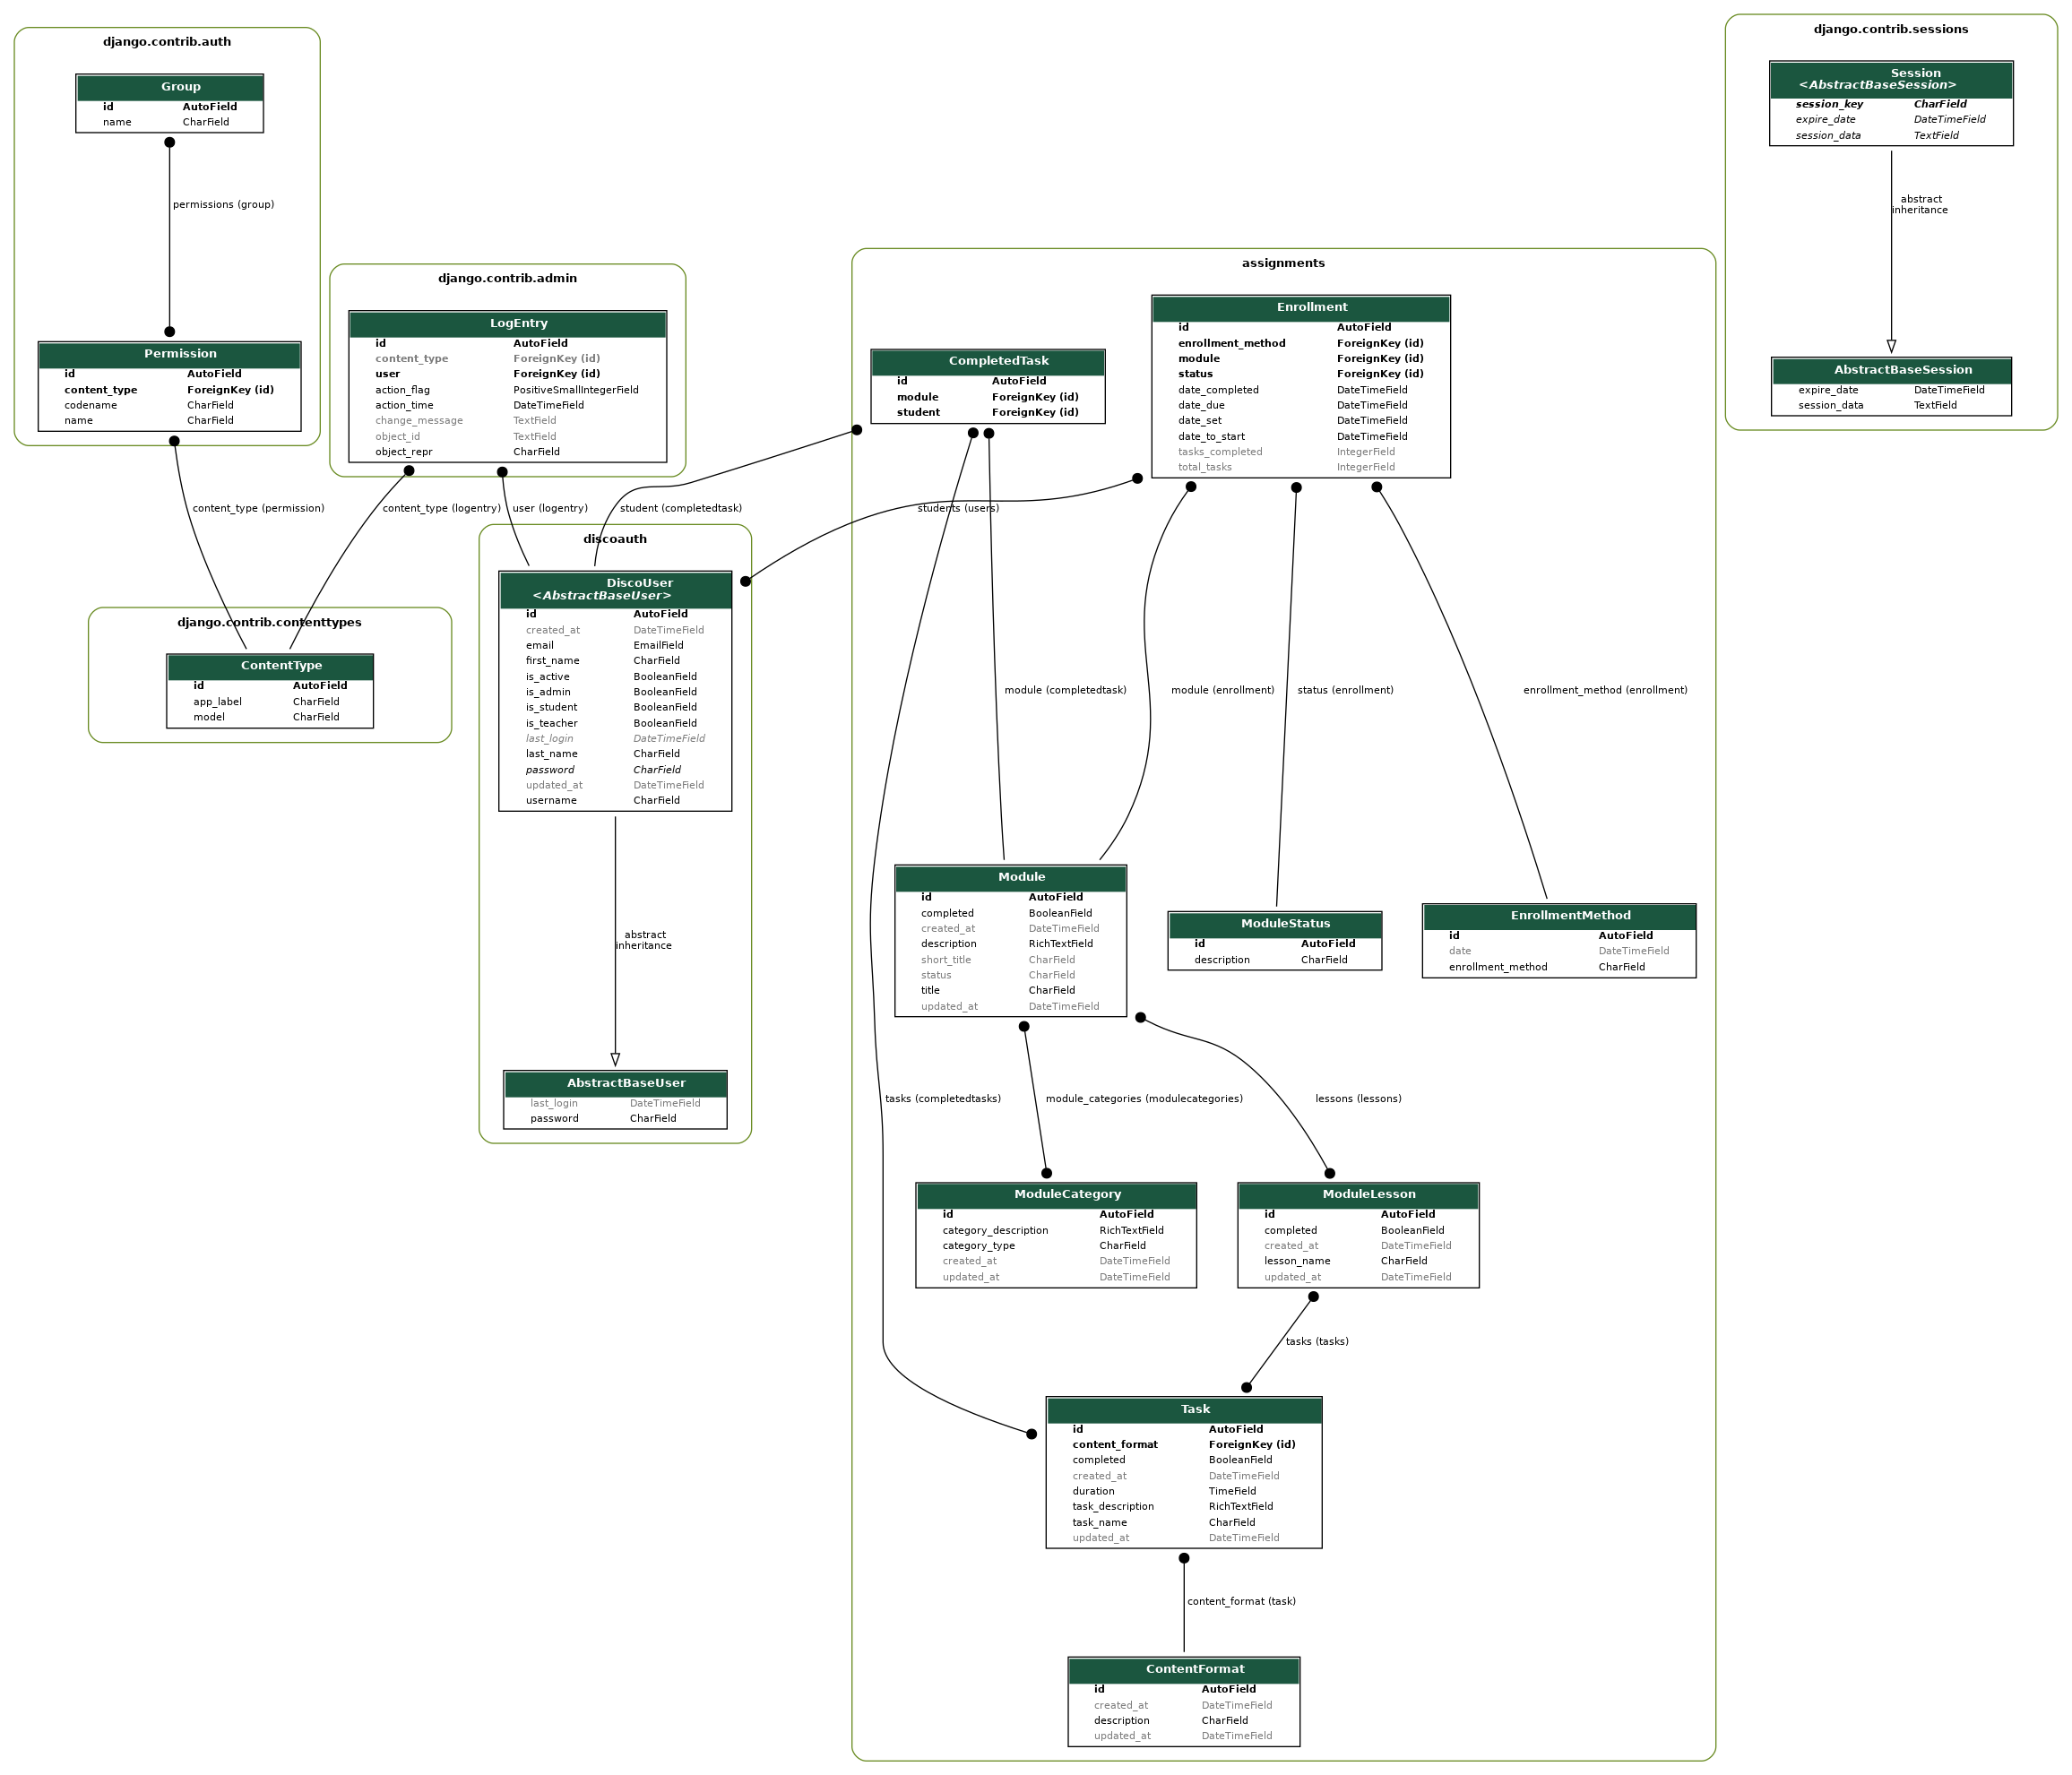 django.contrib.auth
Group
id AutoField
name CharField
permissions (group)
Permission
id AutoField
content_type ForeignKey (id)
codename CharField
name CharField
django.contrib.admin
LogEntry
id AutoField
content_type ForeignKey (id)
user ForeignKey (id)
action_flag PositiveSmallIntegerField
action_time DateTimeField
change_message TextField
object_id TextField
object_repr CharField
content_type (permission)
content_type (logentry)
user (logentry)
student (completedtask)
students (users)
django.contrib.contenttypes
ContentType
id AutoField
app_label CharField
model CharField
discoauth
DiscoUser
<AbstractBaseUser>
id AutoField
created_at DateTimeField
email EmailField
first_name CharField
is_active BooleanField
is_admin BooleanField
is_student BooleanField
is_teacher BooleanField
last_login DateTimeField
last_name CharField
password CharField
updated_at DateTimeField
username CharField
abstract
inheritance
AbstractBaseUser
last_login DateTimeField
password CharField
assignments
CompletedTask
id AutoField
module ForeignKey (id)
student ForeignKey (id)
Enrollment
id AutoField
enrollment_method ForeignKey (id)
module ForeignKey (id)
status ForeignKey (id)
date_completed DateTimeField
date_due DateTimeField
date_set DateTimeField
date_to_start DateTimeField
tasks_completed IntegerField
total_tasks IntegerField
module (completedtask)
module (enrollment)
status (enrollment)
enrollment_method (enrollment)
Module
id AutoField
completed BooleanField
created_at DateTimeField
description RichTextField
short_title CharField
status CharField
title CharField
updated_at DateTimeField
ModuleStatus
id AutoField
description CharField
EnrollmentMethod
id AutoField
date DateTimeField
enrollment_method CharField
tasks (completedtasks)
module_categories (modulecategories)
lessons (lessons)
ModuleCategory
id AutoField
category_description RichTextField
category_type CharField
created_at DateTimeField
updated_at DateTimeField
ModuleLesson
id AutoField
completed BooleanField
created_at DateTimeField
lesson_name CharField
updated_at DateTimeField
tasks (tasks)
Task
id AutoField
content_format ForeignKey (id)
completed BooleanField
created_at DateTimeField
duration TimeField
task_description RichTextField
task_name CharField
updated_at DateTimeField
content_format (task)
ContentFormat
id AutoField
created_at DateTimeField
description CharField
updated_at DateTimeField
django.contrib.sessions
Session
<AbstractBaseSession>
session_key CharField
expire_date DateTimeField
session_data TextField
abstract
inheritance
AbstractBaseSession
expire_date DateTimeField
session_data TextField